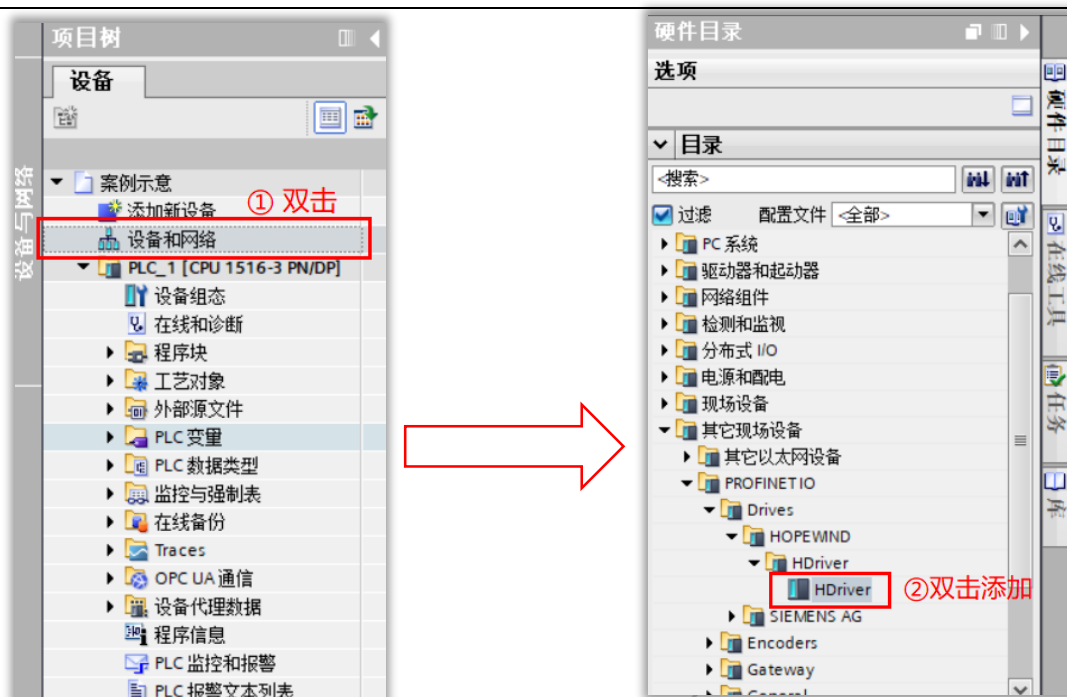 项目树
设备
设备与网络
案例示意
添加新设备
① 双击
设备和网络
PLC_1 [CPU 1516-3 PN/DP]
设备组态
在线和诊断
程序块
工艺对象
外部源文件
PLC 变量
PLC 数据类型
监控与强制表
在线备份
Traces
OPC UA 通信
设备代理数据
程序信息
PLC 监控和报警
PLC 报警文本列表
硬件目录
选项
目录
<搜索>
过滤 配置文件 <全部>
PC 系统
驱动器和起动器
网络组件
检测和监视
分布式 I/O
电源和配电
现场设备
其它现场设备
其它以太网设备
PROFINET IO
Drives
HOPEWIND
HDriver
HDriver
②双击添加
SIEMENS AG
Encoders
Gateway
General
硬件目录
在线工具
任务
库